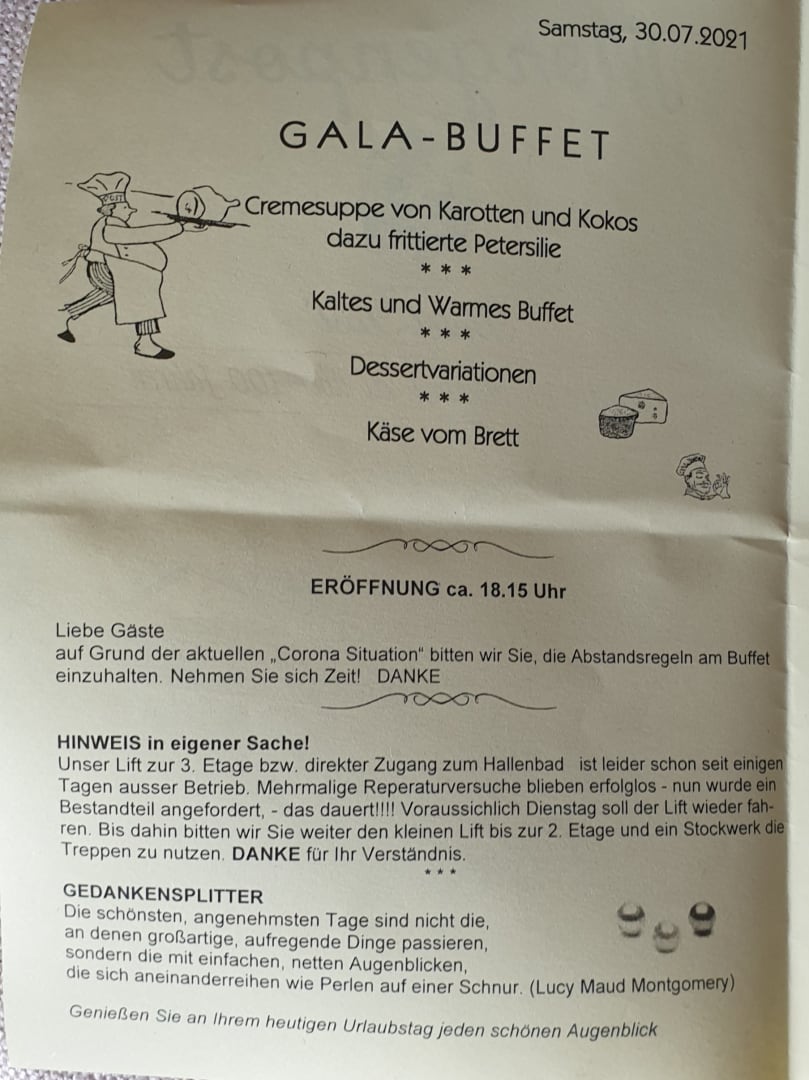 Samstag, 30.07.2021
GALA-BUFFET
Cremesuppe von Karotten und Kokos
dazu frittierte Petersilie
* * *
Kaltes und Warmes Buffet
* * *
Dessertvariationen
* * *
Käse vom Brett
ERÖFFNUNG ca. 18.15 Uhr
Liebe Gäste
auf Grund der aktuellen „Corona Situation“ bitten wir Sie, die Abstandsregeln am Buffet
einzuhalten. Nehmen Sie sich Zeit! DANKE
HINWEIS in eigener Sache!
Unser Lift zur 3. Etage bzw. direkter Zugang zum Hallenbad ist leider schon seit einigen
Tagen ausser Betrieb. Mehrmalige Reperaturversuche blieben erfolglos - nun wurde ein
Bestandteil angefordert, - das dauert!!!! Voraussichlich Dienstag soll der Lift wieder fah-
ren. Bis dahin bitten wir Sie weiter den kleinen Lift bis zur 2. Etage und ein Stockwerk die
Treppen zu nutzen. DANKE für Ihr Verständnis.
* * *
GEDANKENSPLITTER
Die schönsten, angenehmsten Tage sind nicht die,
an denen großartige, aufregende Dinge passieren,
sondern die mit einfachen, netten Augenblicken,
die sich aneinanderreihen wie Perlen auf einer Schnur. (Lucy Maud Montgomery)
Genießen Sie an Ihrem heutigen Urlaubstag jeden schönen Augenblick